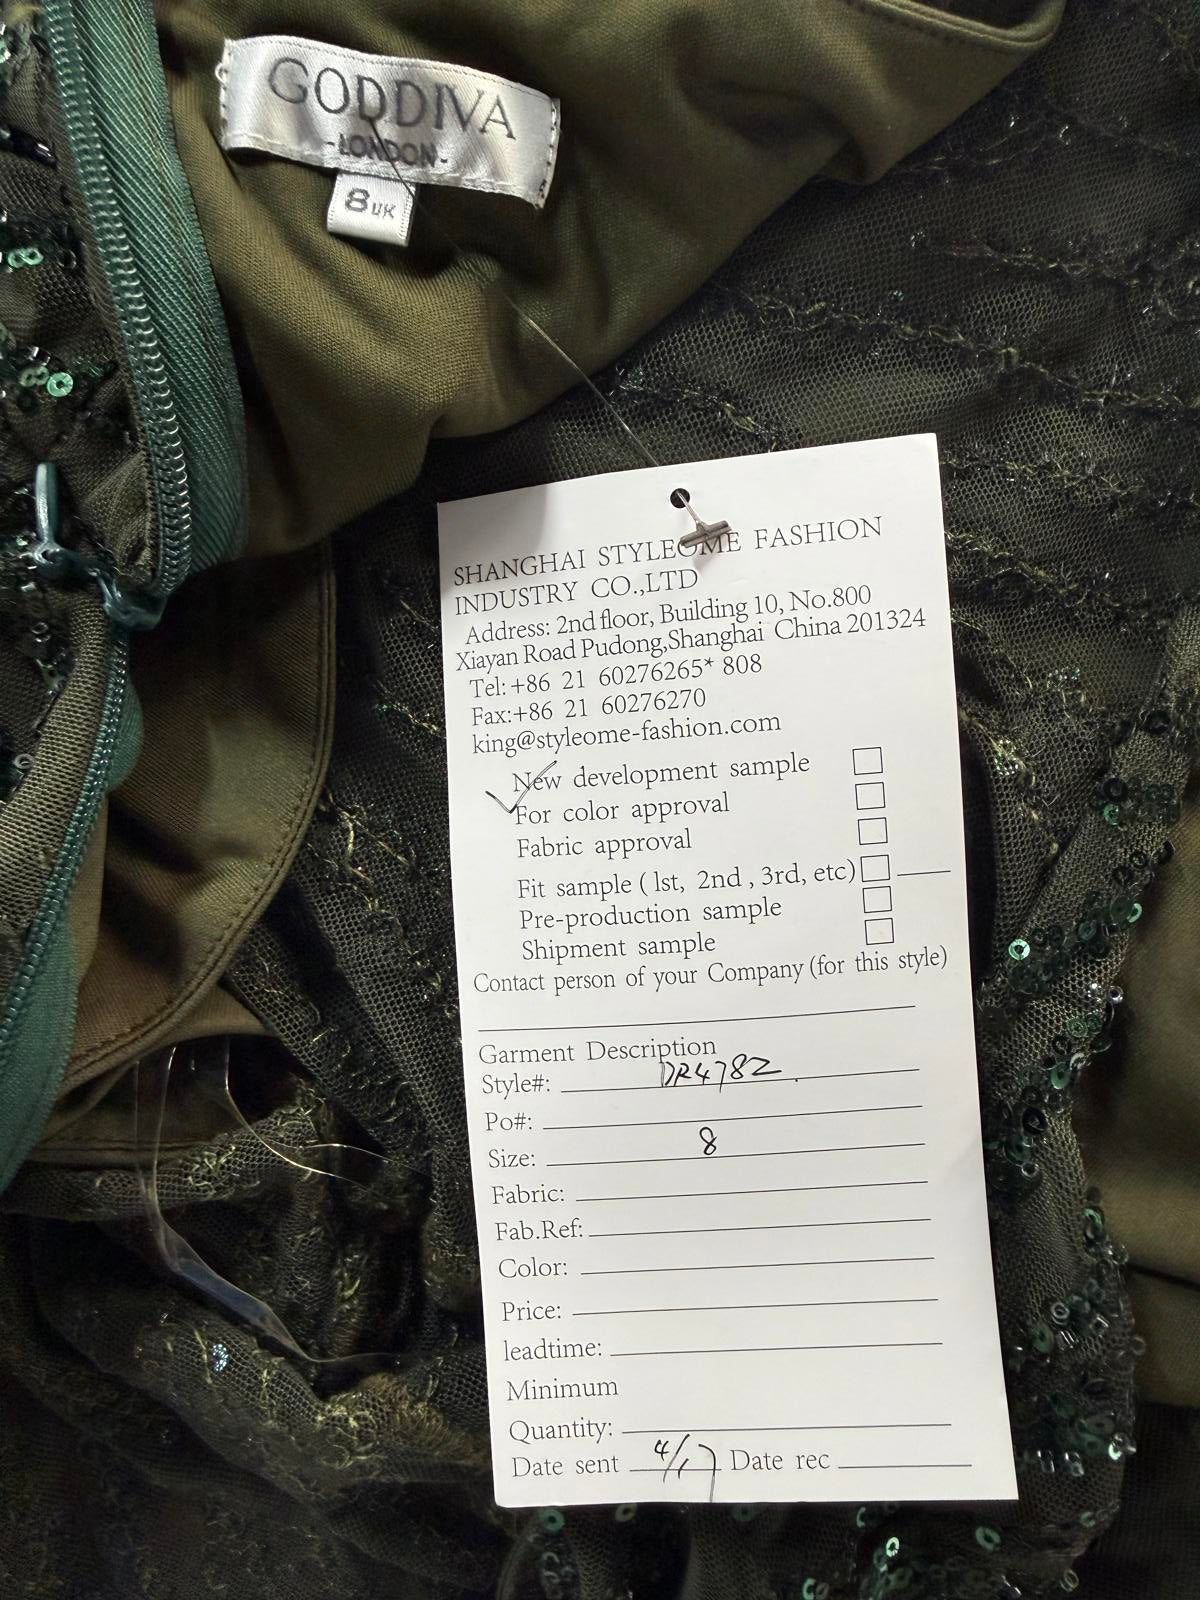 GODDIVA
-LONDON-
8UK
SHANGHAI STYLEOME FASHION
INDUSTRY CO.,LTD
Address: 2nd floor, Building 10, No.800
Xiayan Road Pudong,Shanghai China 201324
Tel:+86 21 60276265* 808
Fax:+86 21 60276270
king@styleome-fashion.com
New development sample
For color approval
Fabric approval
Fit sample ( lst, 2nd , 3rd, etc)
Pre-production sample
Shipment sample
Contact person of your Company (for this style)
Garment Description
Style#: DR4782
Po#:
Size: 8
Fabric:
Fab.Ref:
Color:
Price:
leadtime:
Minimum
Quantity:
Date sent 4/17 Date rec